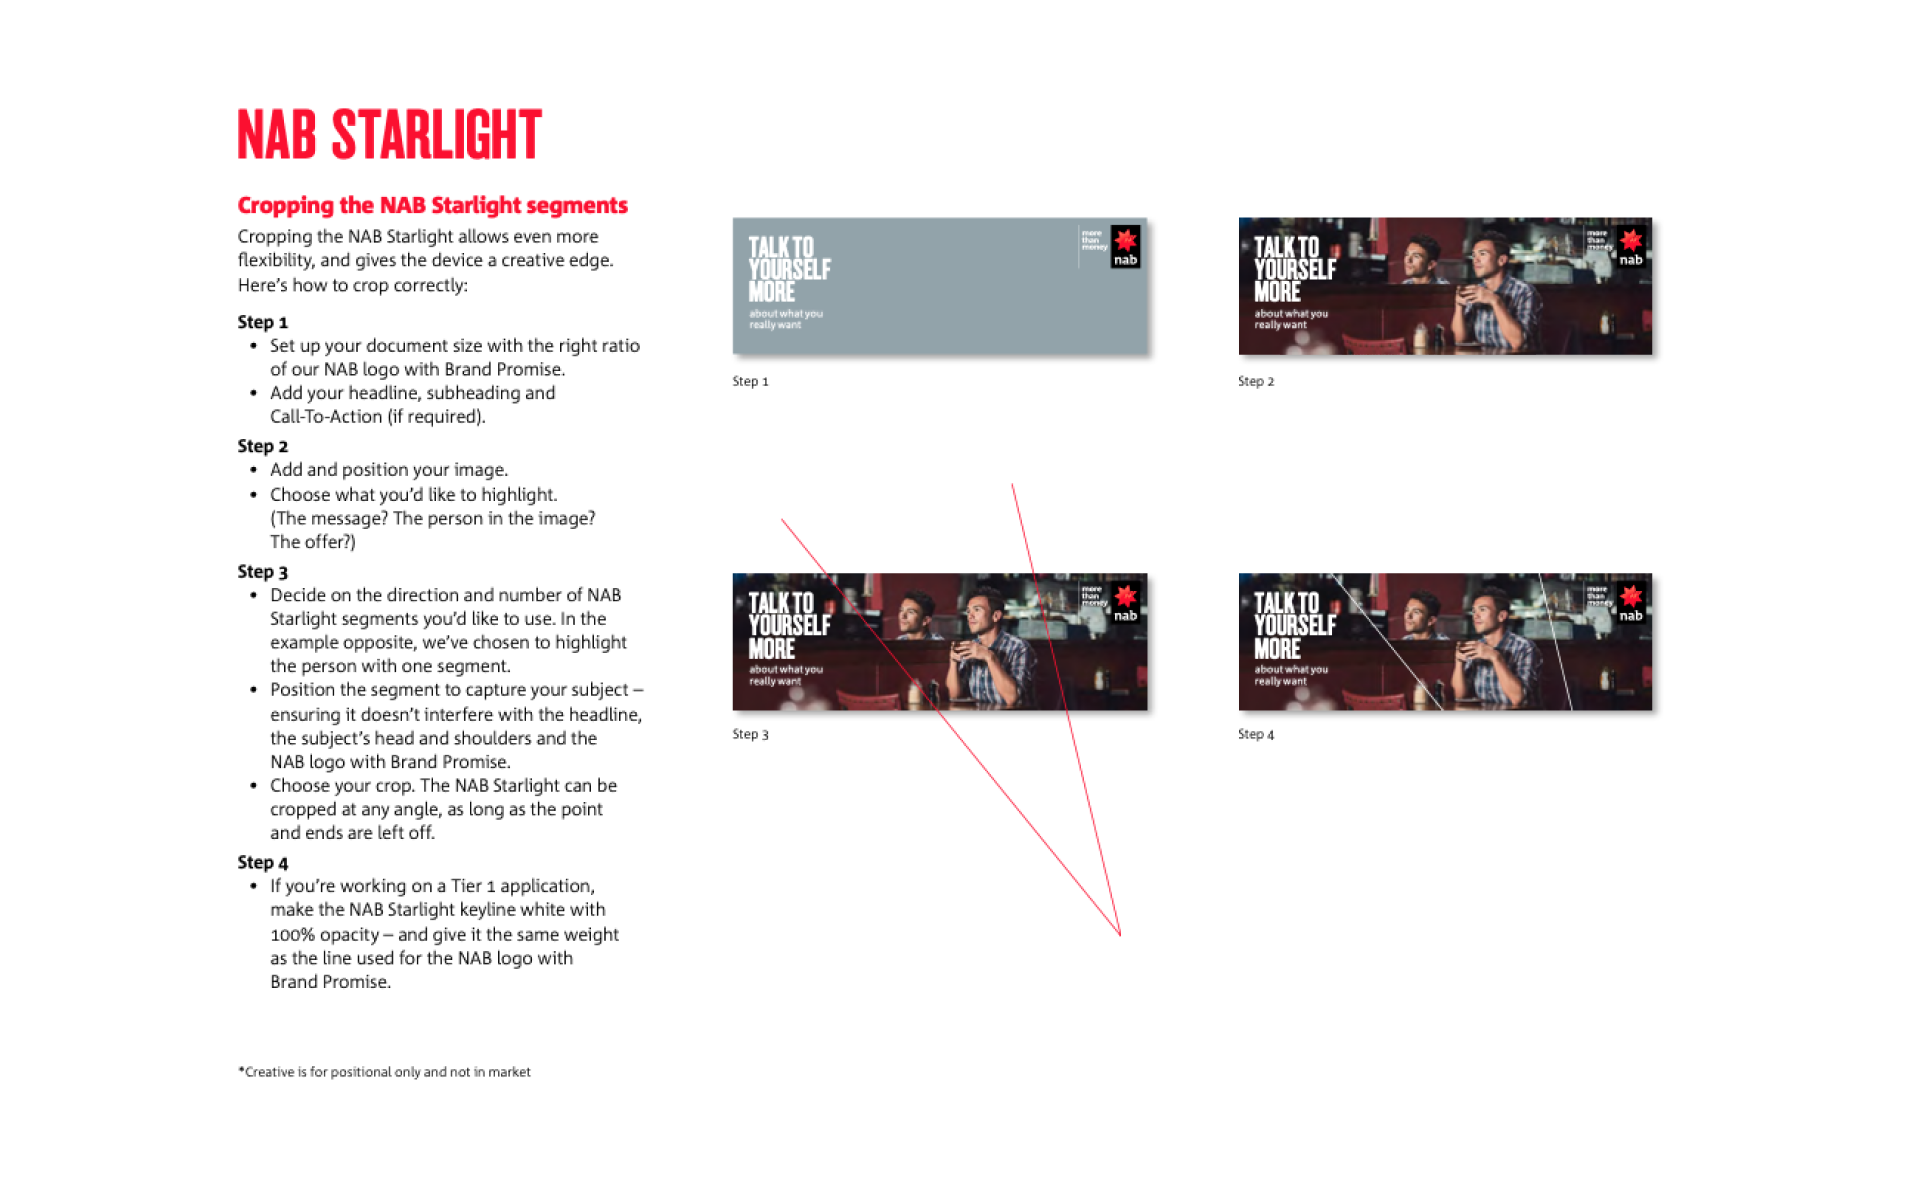 NAB STARLIGHT
Cropping the NAB Starlight segments
Cropping the NAB Starlight allows even more
flexibility, and gives the device a creative edge.
Here's how to crop correctly:
Step 1
• Set up your document size with the right ratio
of our NAB logo with Brand Promise.
• Add your headline, subheading and
Call-To-Action (if required).
Step 2
• Add and position your image.
• Choose what you'd like to highlight.
(The message? The person in the image?
The offer?)
Step 3
• Decide on the direction and number of NAB
Starlight segments you'd like to use. In the
example opposite, we've chosen to highlight
the person with one segment.
• Position the segment to capture your subject –
ensuring it doesn't interfere with the headline,
the subject's head and shoulders and the
NAB logo with Brand Promise.
• Choose your crop. The NAB Starlight can be
cropped at any angle, as long as the point
and ends are left off.
Step 4
• If you're working on a Tier 1 application,
make the NAB Starlight keyline white with
100% opacity – and give it the same weight
as the line used for the NAB logo with
Brand Promise.
*Creative is for positional only and not in market
TALK TO
YOURSELF
MORE
about what you
really want
more
than
money
nab
Step 1
TALK TO
YOURSELF
MORE
about what you
really want
more
than
money
nab
Step 2
TALK TO
YOURSELF
MORE
about what you
really want
more
than
money
nab
Step 3
TALK TO
YOURSELF
MORE
about what you
really want
more
than
money
nab
Step 4